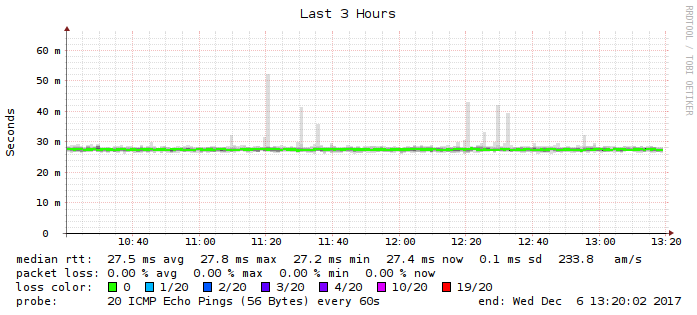 Last 3 Hours
RRDTOOL / TOBI OETIKER
Seconds
60 m
50 m
40 m
30 m
20 m
10 m
0
10:40 11:00 11:20 11:40 12:00 12:20 12:40 13:00 13:20
median rtt: 27.5 ms avg 27.8 ms max 27.2 ms min 27.4 ms now 0.1 ms sd 233.8 am/s
packet loss: 0.00 % avg 0.00 % max 0.00 % min 0.00 % now
loss color: 0 1/20 2/20 3/20 4/20 10/20 19/20
probe: 20 ICMP Echo Pings (56 Bytes) every 60s end: Wed Dec 6 13:20:02 2017